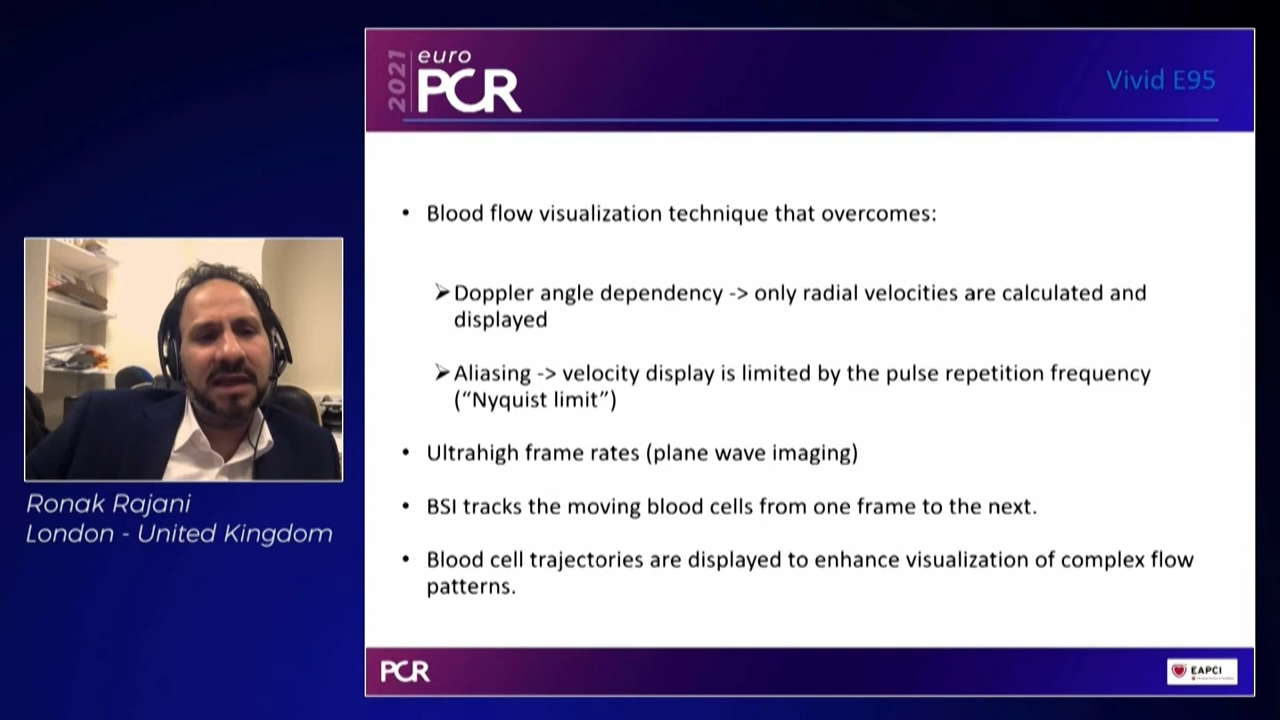 2021
euro
PCR
Vivid E95
• Blood flow visualization technique that overcomes:
➢Doppler angle dependency -> only radial velocities are calculated and
displayed
➢Aliasing -> velocity display is limited by the pulse repetition frequency
(“Nyquist limit”)
• Ultrahigh frame rates (plane wave imaging)
• BSI tracks the moving blood cells from one frame to the next.
• Blood cell trajectories are displayed to enhance visualization of complex flow
patterns.
Ronak Rajani
London - United Kingdom
PCR
EAPCI